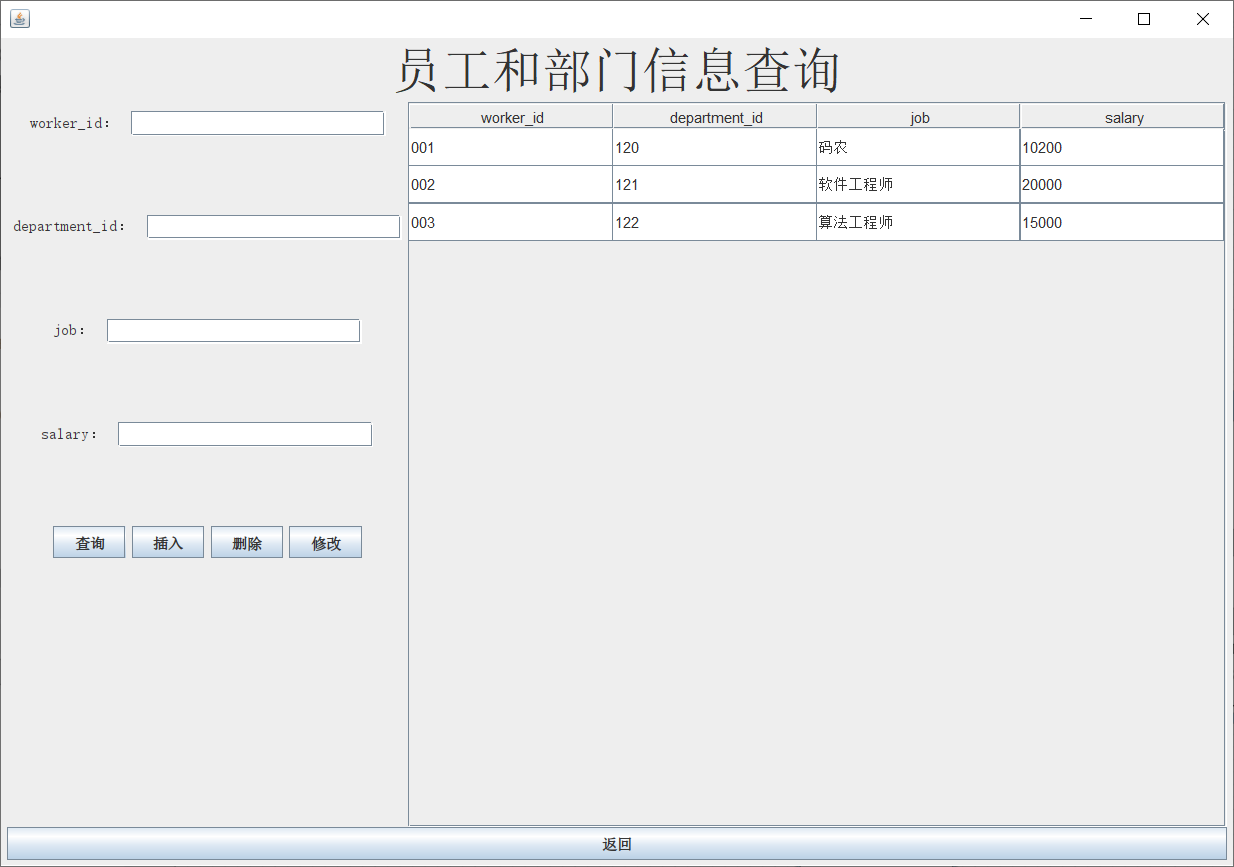 员工和部门信息查询
worker_id:
department_id:
job:
salary:
查询 插入 删除 修改
worker_id department_id job salary
001 120 码农 10200
002 121 软件工程师 20000
003 122 算法工程师 15000
返回